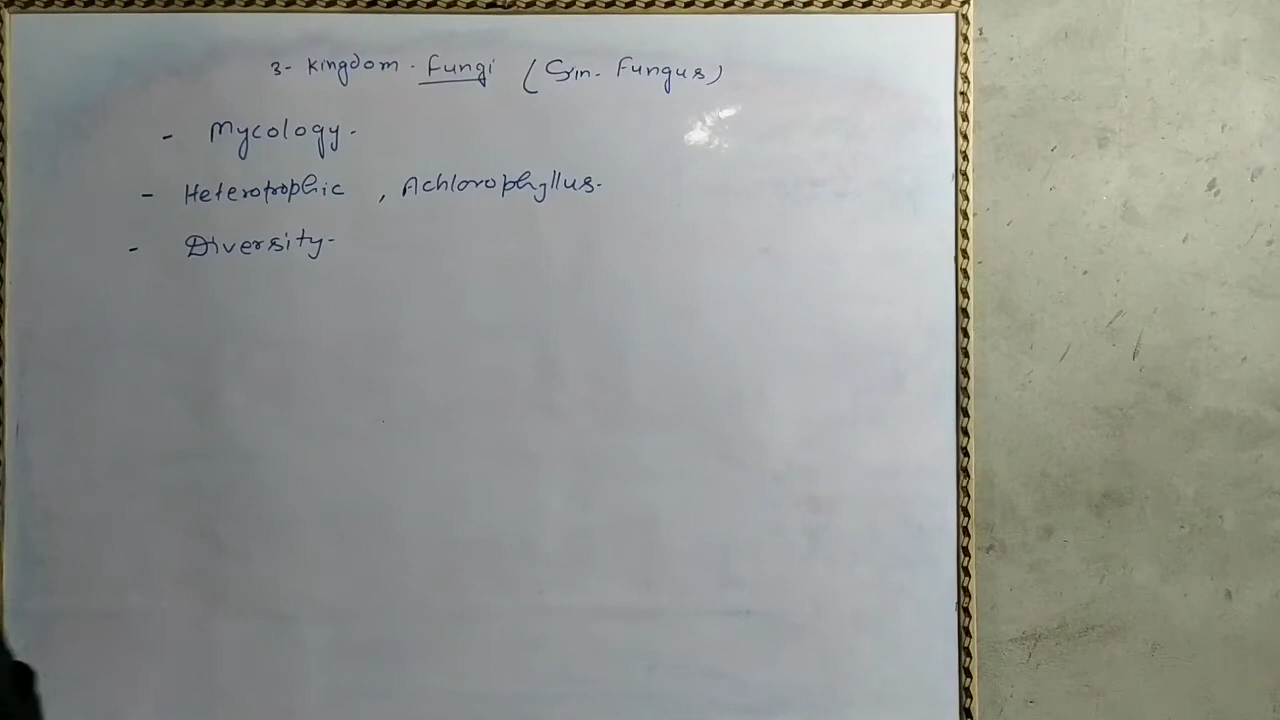 3- Kingdom - Fungi (Sin. Fungus)
- Mycology.
- Heterotrophic , Achlorophyllus.
- Diversity-